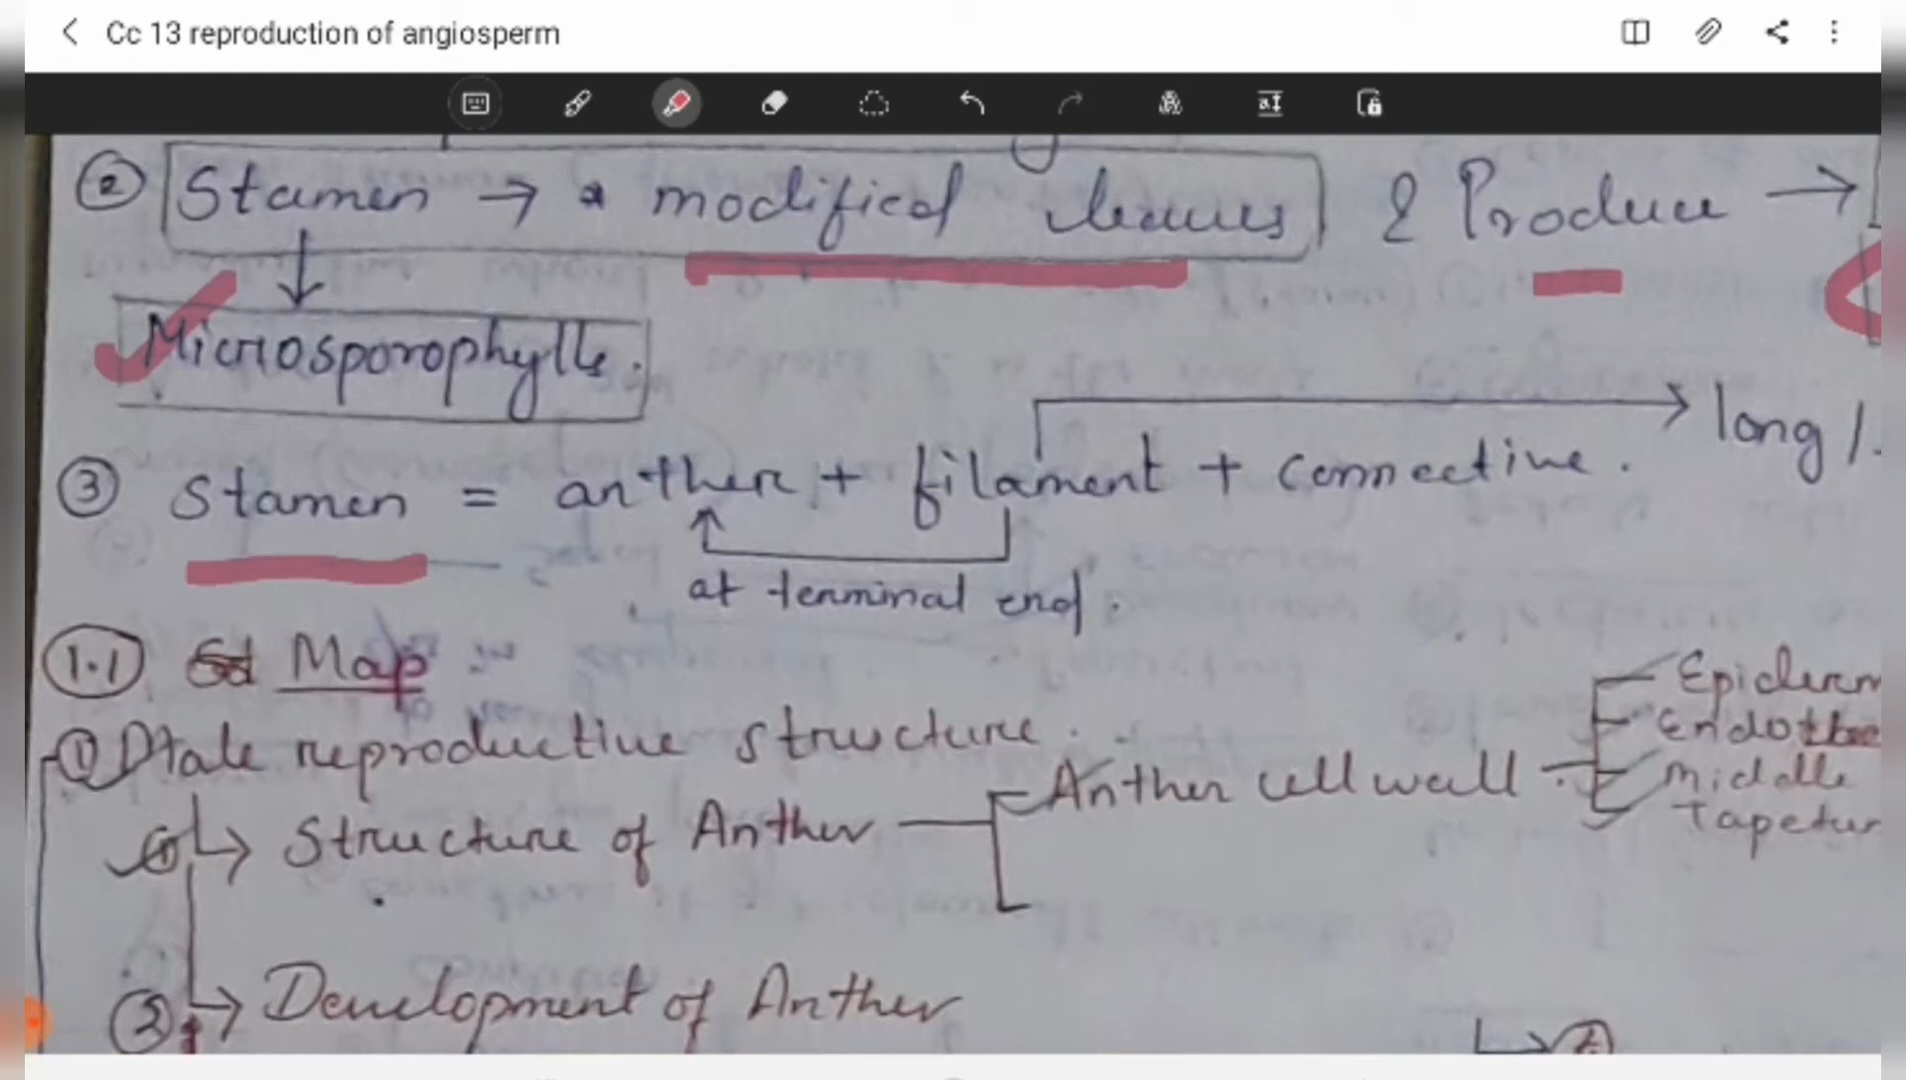 Cc 13 reproduction of angiosperm
② Stamen → modified leaves & Produce →
Microsporophylls.
long /.
③ Stamen = anther + filament + connective.
at terminal end.
1.1 Map
Epiderm
① Male reproductive structure.
Endothe
Anther cell wall
Middle
Tapetum
① → Structure of Anther
② → Development of Anther